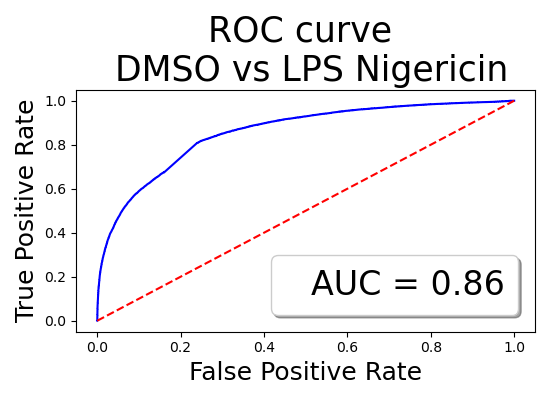 ROC curve
DMSO vs LPS Nigericin
True Positive Rate
1.0
0.8
0.6
0.4
0.2
0.0
AUC = 0.86
0.0 0.2 0.4 0.6 0.8 1.0
False Positive Rate